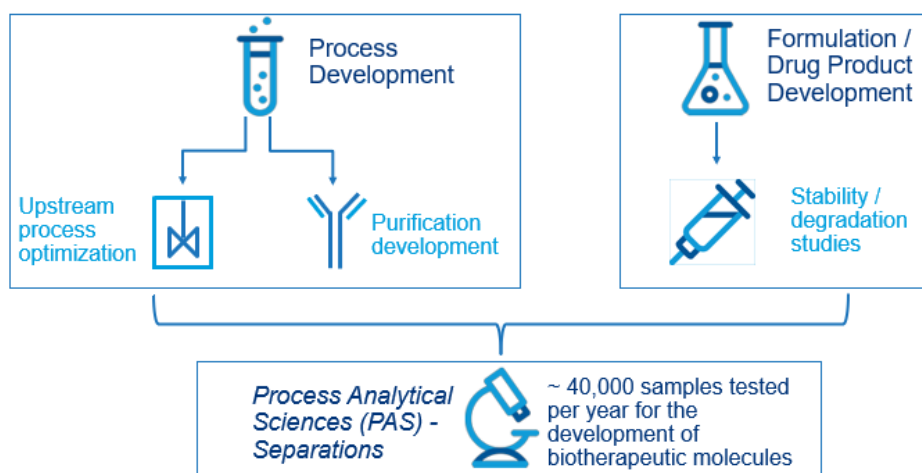 Process
Development
Upstream
process
optimization
Purification
development
Formulation /
Drug Product
Development
Stability /
degradation
studies
Process Analytical
Sciences (PAS) -
Separations
~ 40,000 samples tested
per year for the
development of
biotherapeutic molecules